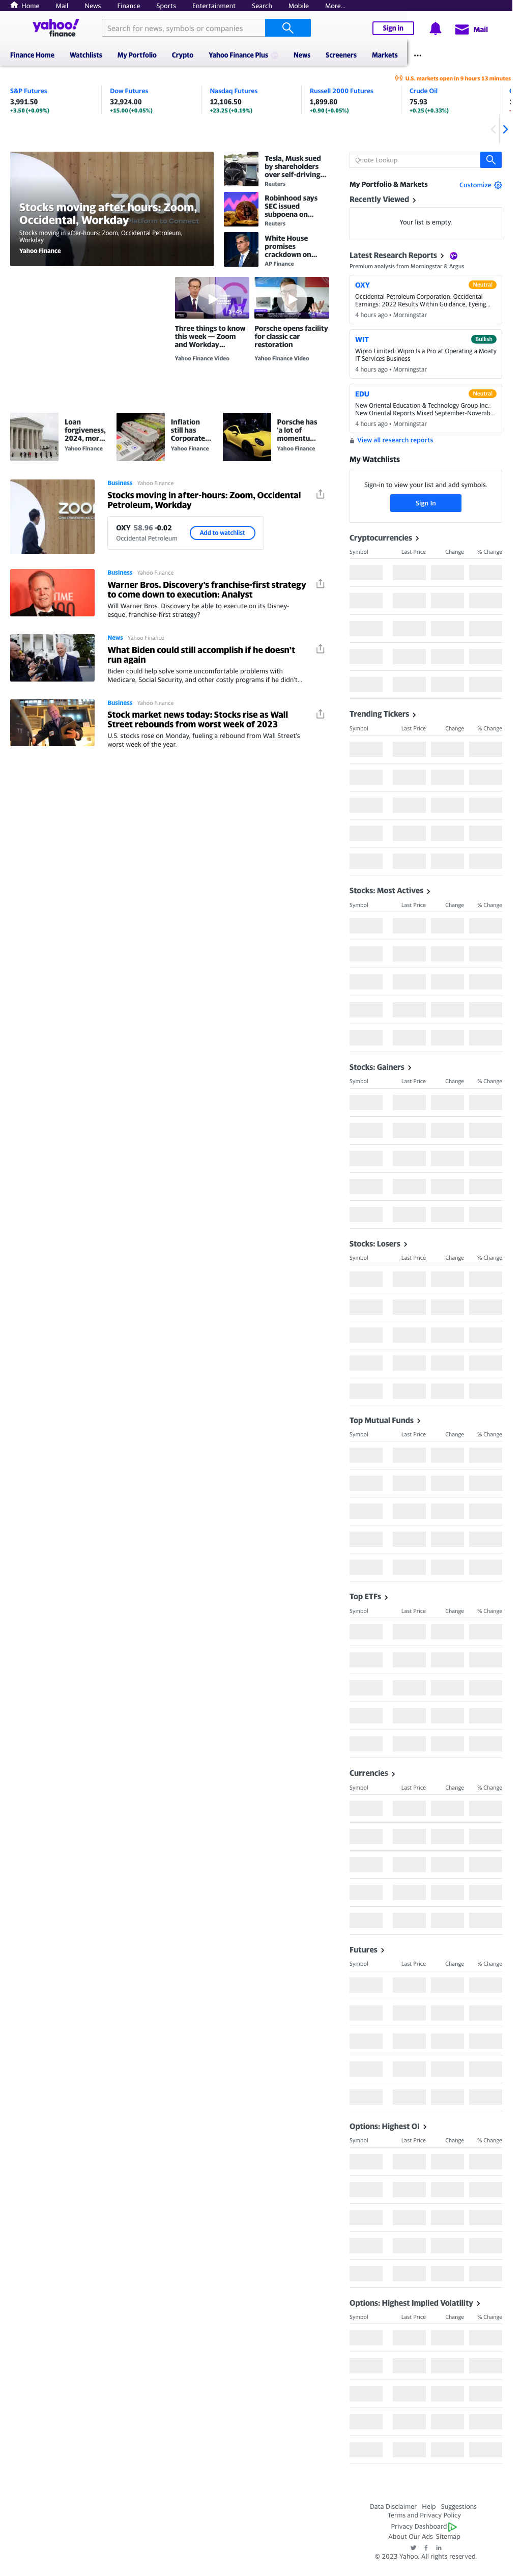 Home Mail News Finance Sports Entertainment Search Mobile More...
yahoo!
finance
Search for news, symbols or companies
Sign in
Mail
Finance Home Watchlists My Portfolio Crypto Yahoo Finance Plus News Screeners Markets ...
U.S. markets open in 9 hours 13 minutes
S&P Futures
3,991.50
+3.50 (+0.09%)
Dow Futures
32,924.00
+15.00 (+0.05%)
Nasdaq Futures
12,106.50
+23.25 (+0.19%)
Russell 2000 Futures
1,899.80
+0.90 (+0.05%)
Crude Oil
75.93
+0.25 (+0.33%)
Stocks moving after hours: Zoom,
Occidental, Workday
Stocks moving in after-hours: Zoom, Occidental Petroleum,
Workday
Yahoo Finance
Tesla, Musk sued
by shareholders
over self-driving...
Reuters
Robinhood says
SEC issued
subpoena on...
Reuters
White House
promises
crackdown on...
AP Finance
Three things to know
this week — Zoom
and Workday...
Yahoo Finance Video
Porsche opens facility
for classic car
restoration
Yahoo Finance Video
Loan
forgiveness,
2024, mor...
Yahoo Finance
Inflation
still has
Corporate...
Yahoo Finance
Porsche has
'a lot of
momentu...
Yahoo Finance
Business Yahoo Finance
Stocks moving in after-hours: Zoom, Occidental
Petroleum, Workday
OXY 58.96 -0.02
Occidental Petroleum
Add to watchlist
Business Yahoo Finance
Warner Bros. Discovery's franchise-first strategy
to come down to execution: Analyst
Will Warner Bros. Discovery be able to execute on its Disney-
esque, franchise-first strategy?
News Yahoo Finance
What Biden could still accomplish if he doesn't
run again
Biden could help solve some uncomfortable problems with
Medicare, Social Security, and other costly programs if he didn't...
Business Yahoo Finance
Stock market news today: Stocks rise as Wall
Street rebounds from worst week of 2023
U.S. stocks rose on Monday, fueling a rebound from Wall Street's
worst week of the year.
Quote Lookup
My Portfolio & Markets
Customize
Recently Viewed
Your list is empty.
Latest Research Reports
Premium analysis from Morningstar & Argus
OXY
Neutral
Occidental Petroleum Corporation: Occidental
Earnings: 2022 Results Within Guidance, Eyeing...
4 hours ago • Morningstar
WIT
Bullish
Wipro Limited: Wipro Is a Pro at Operating a Moaty
IT Services Business
4 hours ago • Morningstar
EDU
Neutral
New Oriental Education & Technology Group Inc.:
New Oriental Reports Mixed September-Novemb...
4 hours ago • Morningstar
View all research reports
My Watchlists
Sign-in to view your list and add symbols.
Sign In
Cryptocurrencies
Symbol Last Price Change % Change
Trending Tickers
Symbol Last Price Change % Change
Stocks: Most Actives
Symbol Last Price Change % Change
Stocks: Gainers
Symbol Last Price Change % Change
Stocks: Losers
Symbol Last Price Change % Change
Top Mutual Funds
Symbol Last Price Change % Change
Top ETFs
Symbol Last Price Change % Change
Currencies
Symbol Last Price Change % Change
Futures
Symbol Last Price Change % Change
Options: Highest OI
Symbol Last Price Change % Change
Options: Highest Implied Volatility
Symbol Last Price Change % Change
Data Disclaimer Help Suggestions
Terms and Privacy Policy
Privacy Dashboard
About Our Ads Sitemap
© 2023 Yahoo. All rights reserved.